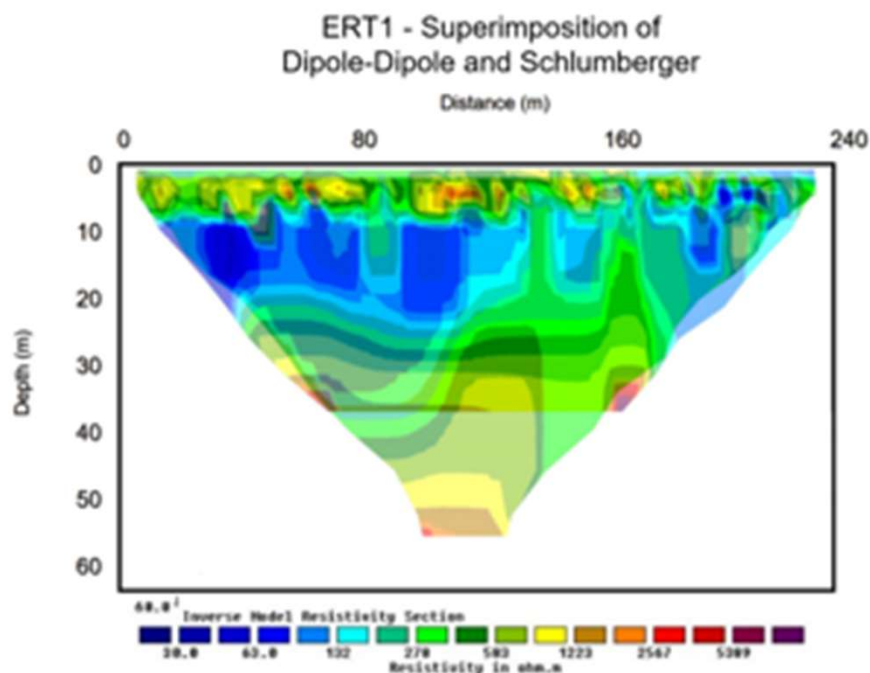 ERT1 - Superimposition of
Dipole-Dipole and Schlumberger
Distance (m)
0 80 160 240
0
10
20
30
40
50
60
Depth (m)
60.0
Inverse Model Resistivity Section
30.0 63.0 132 278 583 1223 2567 5389
Resistivity in ohm.m